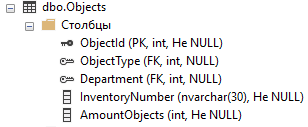 dbo.Objects
Столбцы
ObjectId (PK, int, Не NULL)
ObjectType (FK, int, Не NULL)
Department (FK, int, Не NULL)
InventoryNumber (nvarchar(30), Не NULL)
AmountObjects (int, Не NULL)